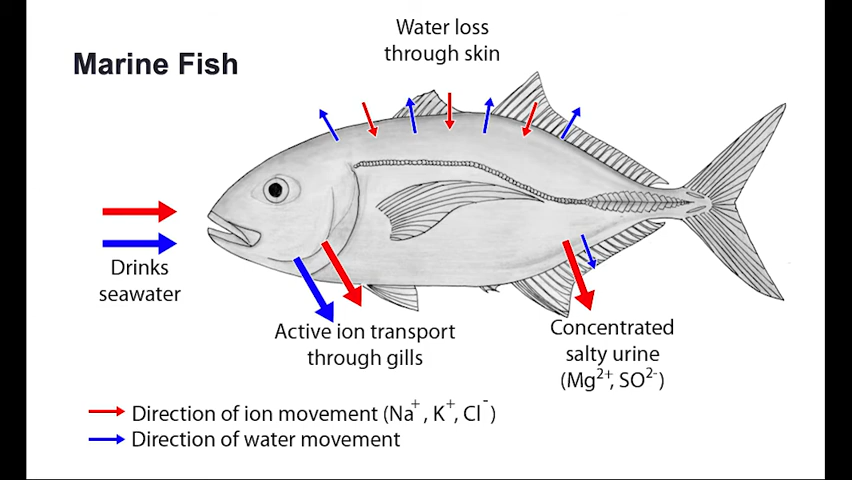 Marine Fish
Water loss
through skin
Drinks
seawater
Active ion transport
through gills
Concentrated
salty urine
(Mg²⁺, SO²⁻)
Direction of ion movement (Na⁺, K⁺, Cl⁻)
Direction of water movement